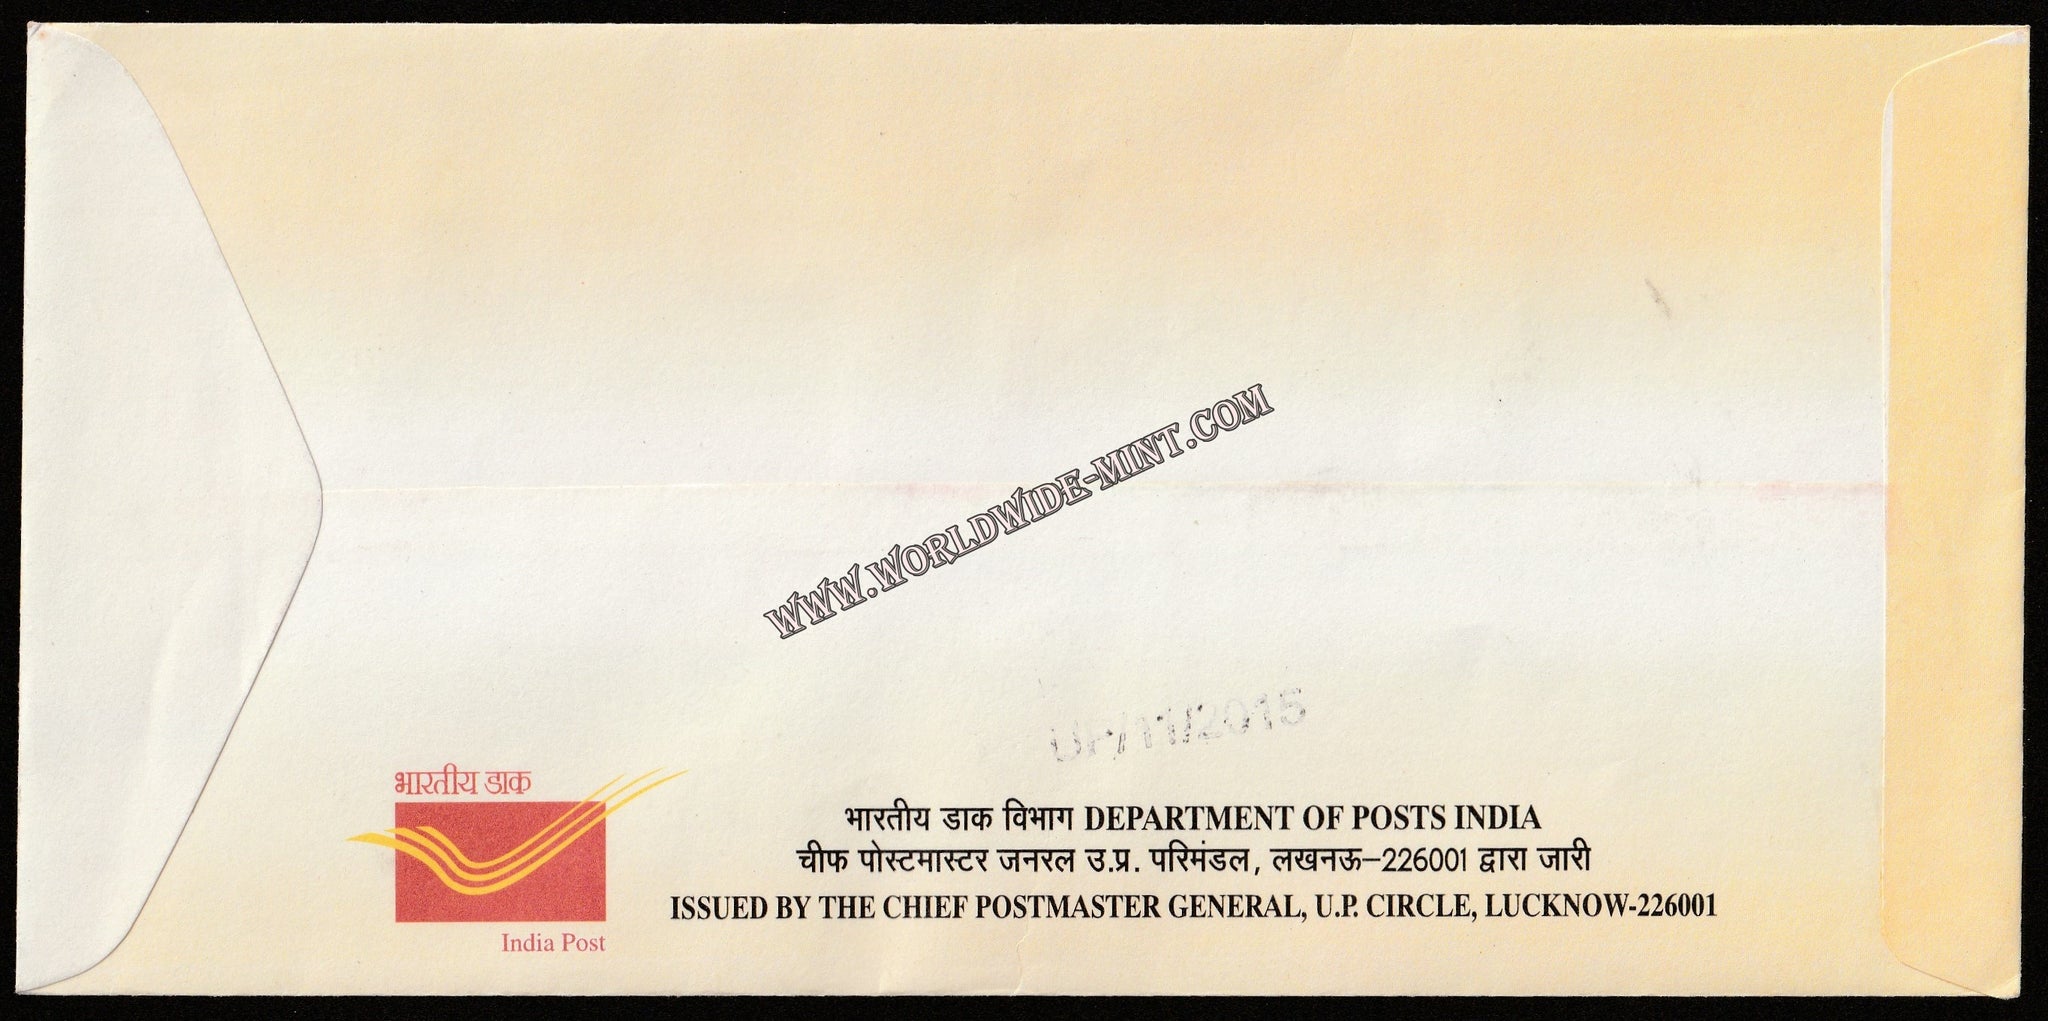 WWW.WORLDWIDE-MINT.COM
UP/11/2015
भारतीय डाक
India Post
भारतीय डाक विभाग DEPARTMENT OF POSTS INDIA
चीफ पोस्टमास्टर जनरल उ.प्र. परिमंडल, लखनऊ–226001 द्वारा जारी
ISSUED BY THE CHIEF POSTMASTER GENERAL, U.P. CIRCLE, LUCKNOW-226001